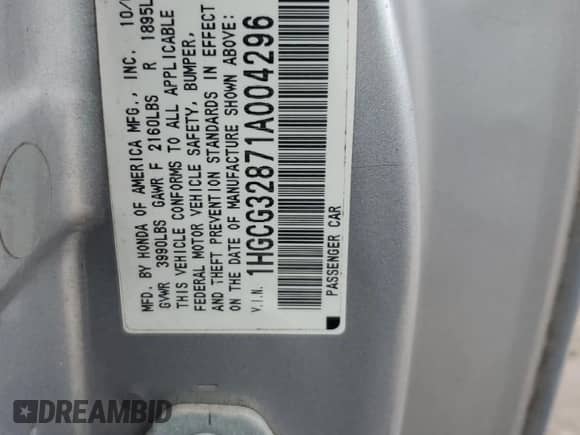 MFD. BY HONDA OF AMERICA MFG., INC. 10/
GVWR 3990LBS GAWR F 2160LBS R 1895L
THIS VEHICLE CONFORMS TO ALL APPLICABLE
FEDERAL MOTOR VEHICLE SAFETY, BUMPER,
AND THEFT PREVENTION STANDARDS IN EFFECT
ON THE DATE OF MANUFACTURE SHOWN ABOVE:
V.I.N. 1HGCG32871A004296
PASSENGER CAR
DREAMBID